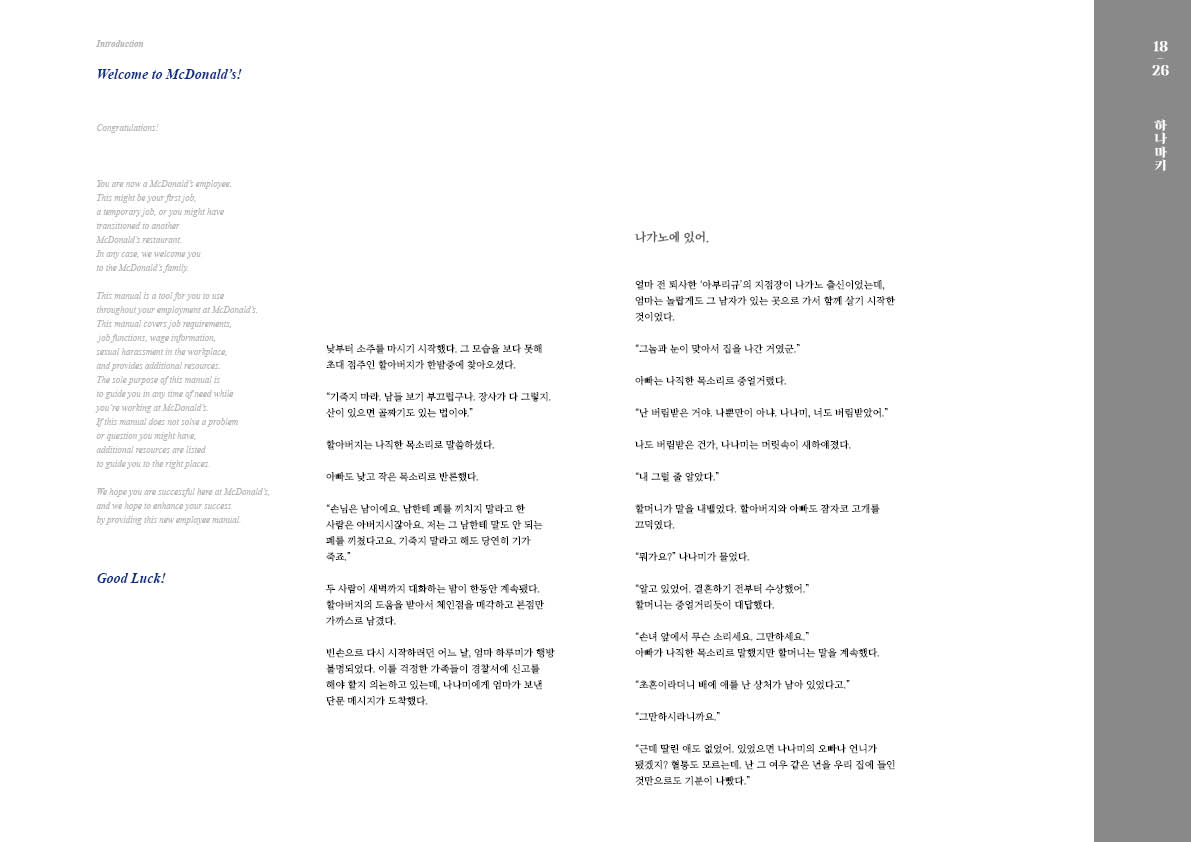 Introduction
Welcome to McDonald's!
Congratulations!
You are now a McDonald's employee.
This might be your first job,
a temporary job, or you might have
transitioned to another
McDonald's restaurant.
In any case, we welcome you
to the McDonald's family.
This manual is a tool for you to use
throughout your employment at McDonald's.
This manual covers job requirements,
job functions, wage information,
sexual harassment in the workplace,
and provides additional resources.
The sole purpose of this manual is
to guide you in any time of need while
you're working at McDonald's.
If this manual does not solve a problem
or question you might have,
additional resources are listed
to guide you to the right places.
We hope you are successful here at McDonald's,
and we hope to enhance your success
by providing this new employee manual.
Good Luck!
낮부터 소주를 마시기 시작했다. 그 모습을 보다 못해
초대 점주인 할아버지가 한밤중에 찾아오셨다.
“기죽지 마라. 남들 보기 부끄럽구나. 장사가 다 그렇지.
산이 있으면 골짜기도 있는 법이야.”
할아버지는 나직한 목소리로 말씀하셨다.
아빠도 낮고 작은 목소리로 반론했다.
“손님은 남이에요. 남한테 폐를 끼치지 말라고 한
사람은 아버지시잖아요. 저는 그 남한테 말도 안 되는
폐를 끼쳤다고요. 기죽지 말라고 해도 당연히 기가
죽죠.”
두 사람이 새벽까지 대화하는 밤이 한동안 계속됐다.
할아버지의 도움을 받아서 체인점을 매각하고 본점만
가까스로 남겼다.
빈손으로 다시 시작하려던 어느 날, 엄마 하루미가 행방
불명되었다. 이를 걱정한 가족들이 경찰서에 신고를
해야 할지 의논하고 있는데, 나나미에게 엄마가 보낸
단문 메시지가 도착했다.
나가노에 있어.
얼마 전 퇴사한 ‘아부리규’의 지점장이 나가노 출신이었는데,
엄마는 놀랍게도 그 남자가 있는 곳으로 가서 함께 살기 시작한
것이었다.
“그놈과 눈이 맞아서 집을 나간 거였군.”
아빠는 나직한 목소리로 중얼거렸다.
“난 버림받은 거야. 나뿐만이 아냐. 나나미, 너도 버림받았어.”
나도 버림받은 건가, 나나미는 머릿속이 새하얘졌다.
“내 그럴 줄 알았다.”
할머니가 말을 내뱉었다. 할아버지와 아빠도 잠자코 고개를
끄덕였다.
“뭐가요?” 나나미가 물었다.
“알고 있었어. 결혼하기 전부터 수상했어.”
할머니는 중얼거리듯이 대답했다.
“손녀 앞에서 무슨 소리세요. 그만하세요.”
아빠가 나직한 목소리로 말했지만 할머니는 말을 계속했다.
“초혼이라더니 배에 애를 난 상처가 남아 있었다고.”
“그만하시라니까요.”
“근데 딸린 애도 없었어. 있었으면 나나미의 오빠나 언니가
됐겠지? 혈통도 모르는데. 난 그 여우 같은 년을 우리 집에 들인
것만으로도 기분이 나빴다.”
18
–
26
하나마키